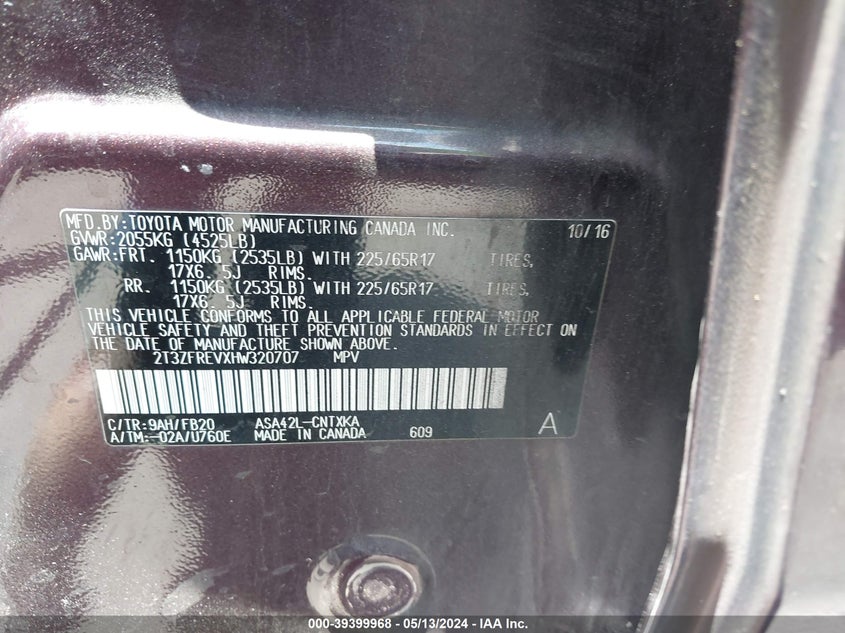 MFD.BY:TOYOTA MOTOR MANUFACTURING CANADA INC. 10/16
GVWR:2055KG (4525LB)
GAWR:FRT. 1150KG (2535LB) WITH 225/65R17 TIRES,
17X6. 5J RIMS.
RR. 1150KG (2535LB) WITH 225/65R17 TIRES,
17X6. 5J RIMS.
THIS VEHICLE CONFORMS TO ALL APPLICABLE FEDERAL MOTOR
VEHICLE SAFETY AND THEFT PREVENTION STANDARDS IN EFFECT ON
THE DATE OF MANUFACTURE SHOWN ABOVE.
2T3ZFREVXHW320707 MPV
C/TR:9AH/FB20 ASA42L-CNTXKA
A/TM:-02A/U760E MADE IN CANADA 609 A
000-39399968 - 05/13/2024 - IAA Inc.